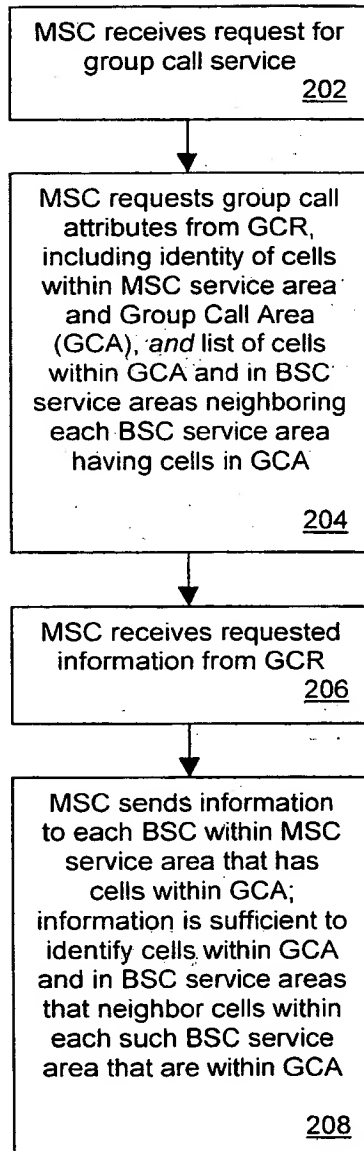 MSC receives request for
group call service
202
MSC requests group call
attributes from GCR,
including identity of cells
within MSC service area
and Group Call Area
(GCA), and list of cells
within GCA and in BSC
service areas neighboring
each BSC service area
having cells in GCA
204
MSC receives requested
information from GCR
206
MSC sends information
to each BSC within MSC
service area that has
cells within GCA;
information is sufficient to
identify cells within GCA
and in BSC service areas
that neighbor cells within
each such BSC service
area that are within GCA
208